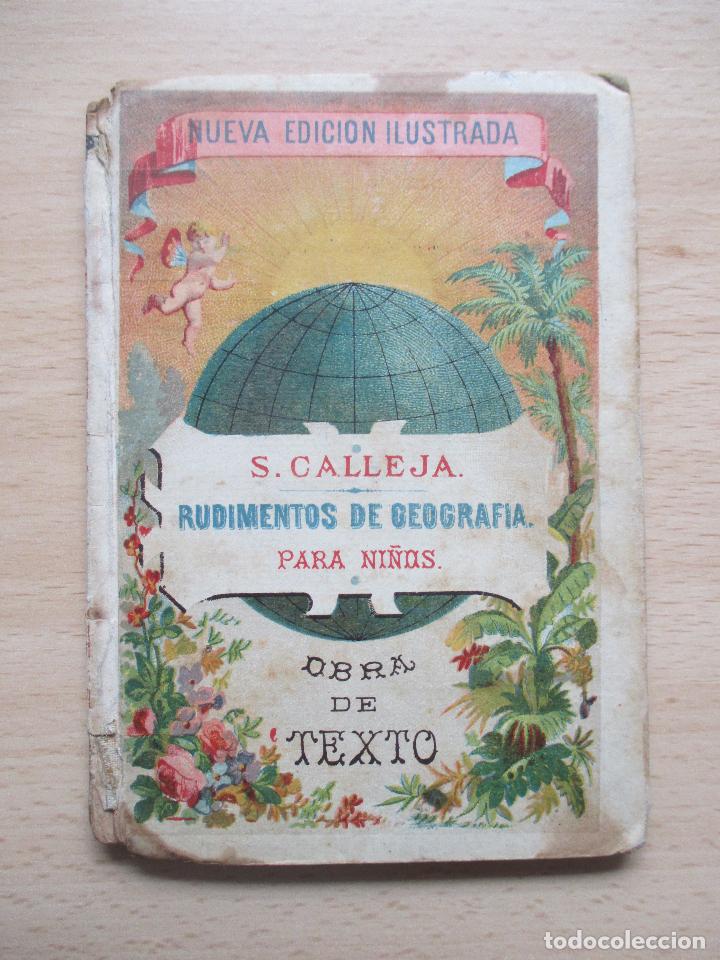 NUEVA EDICION ILUSTRADA
S. CALLEJA.
RUDIMENTOS DE GEOGRAFIA.
PARA NIÑOS.
OBRA
DE
TEXTO
todocoleccion